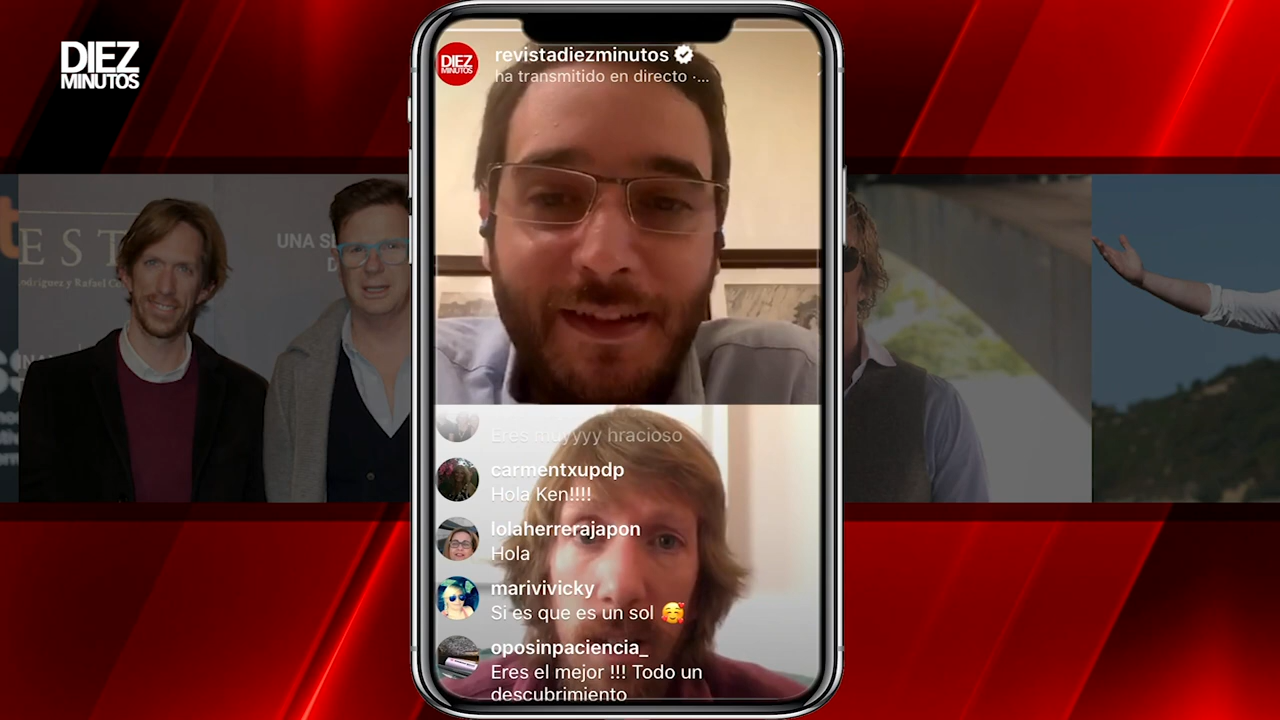 DIEZ
MINUTOS
DIEZ
MINUTOS
revistadiezminutos
ha transmitido en directo ·...
EST
UNA
Rafael
Eres muyyyy hracioso
carmentxupdp
Hola Ken!!!!
lolaherrerajapon
Hola
marivivicky
Si es que es un sol 🥰
oposinpaciencia_
Eres el mejor !!! Todo un
descubrimiento